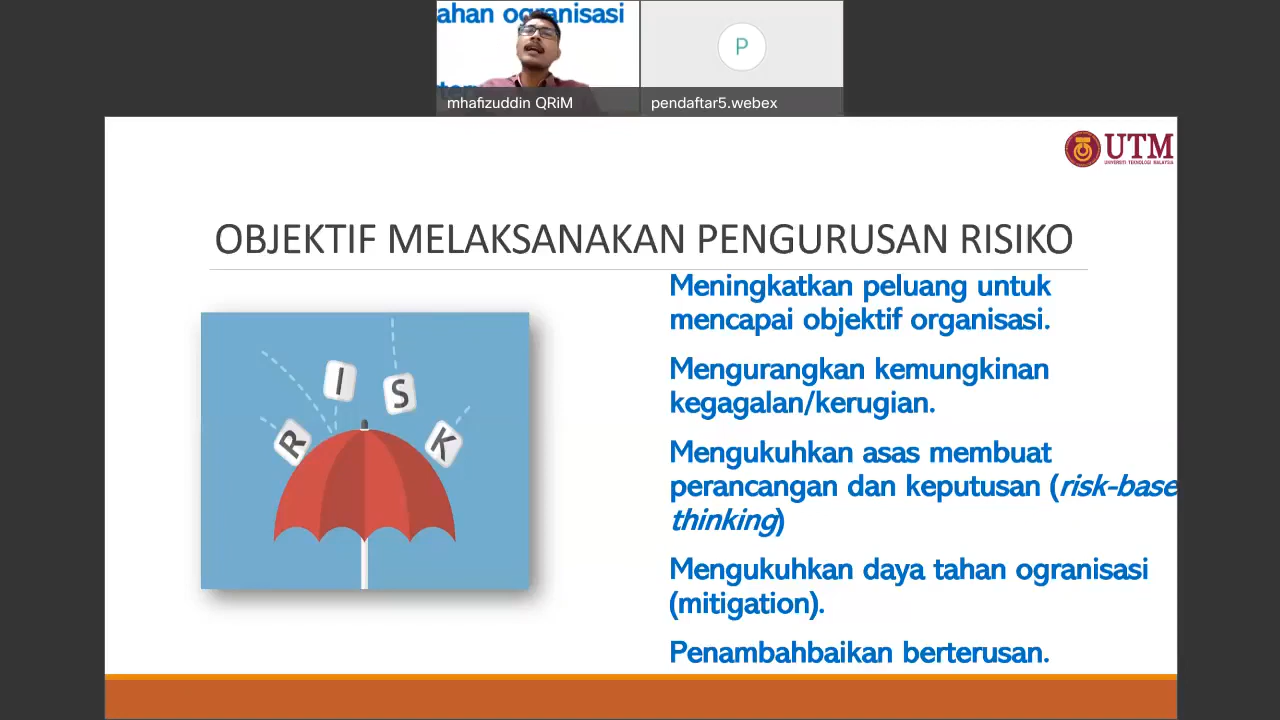 ahan ogranisasi
mhafizuddin QRiM
P
pendaftar5.webex
UTM
UNIVERSITI TEKNOLOGI MALAYSIA
OBJEKTIF MELAKSANAKAN PENGURUSAN RISIKO
R I S K
Meningkatkan peluang untuk
mencapai objektif organisasi.
Mengurangkan kemungkinan
kegagalan/kerugian.
Mengukuhkan asas membuat
perancangan dan keputusan (risk-base
thinking)
Mengukuhkan daya tahan ogranisasi
(mitigation).
Penambahbaikan berterusan.